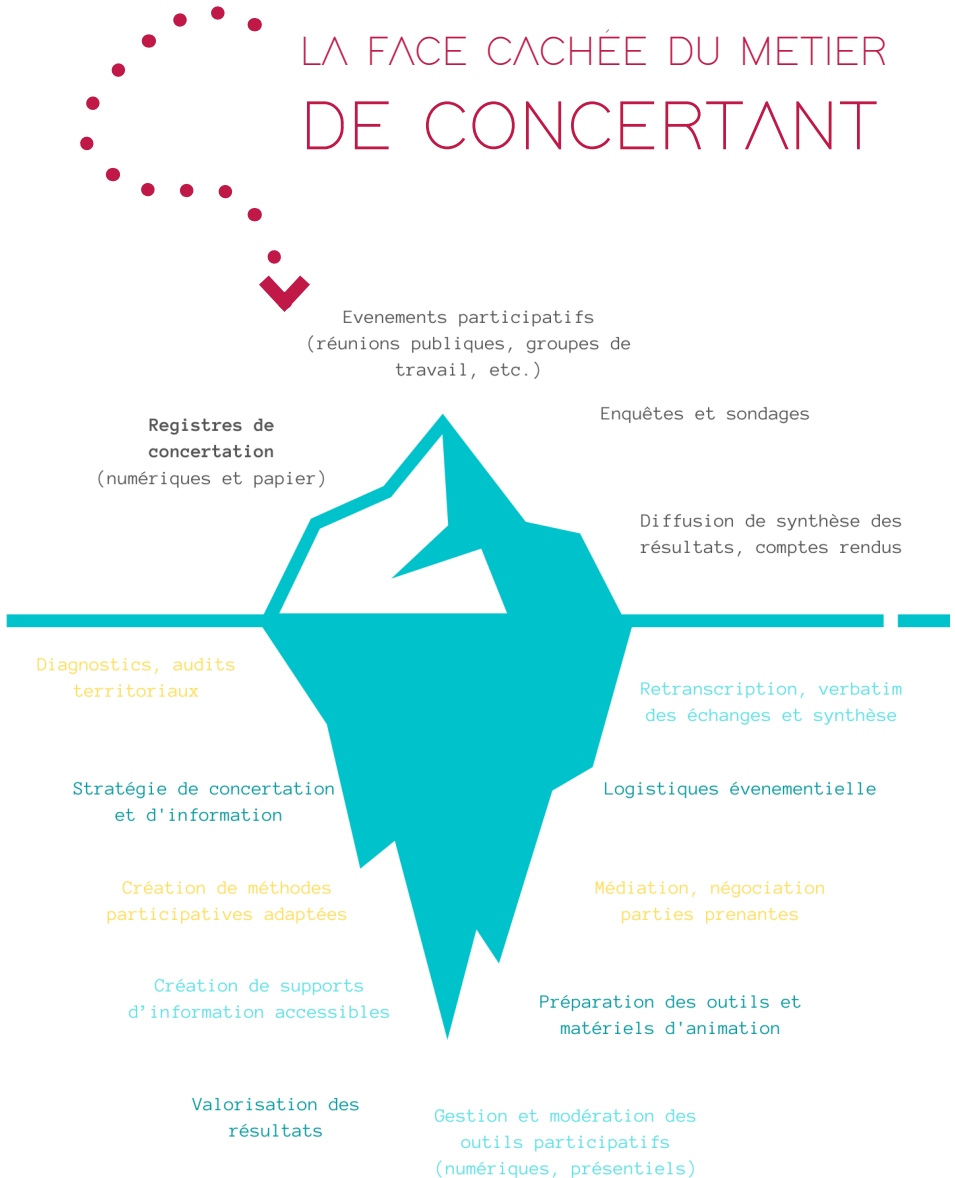 LA FACE CACHÉE DU METIER
DE CONCERTANT
Evenements participatifs
(réunions publiques, groupes de
travail, etc.)
Enquêtes et sondages
Registres de
concertation
(numériques et papier)
Diffusion de synthèse des
résultats, comptes rendus
Diagnostics, audits
territoriaux
Retranscription, verbatim
des échanges et synthèse
Stratégie de concertation
et d'information
Logistiques évenementielle
Création de méthodes
participatives adaptées
Médiation, négociation
parties prenantes
Création de supports
d’information accessibles
Préparation des outils et
matériels d'animation
Valorisation des
résultats
Gestion et modération des
outils participatifs
(numériques, présentiels)